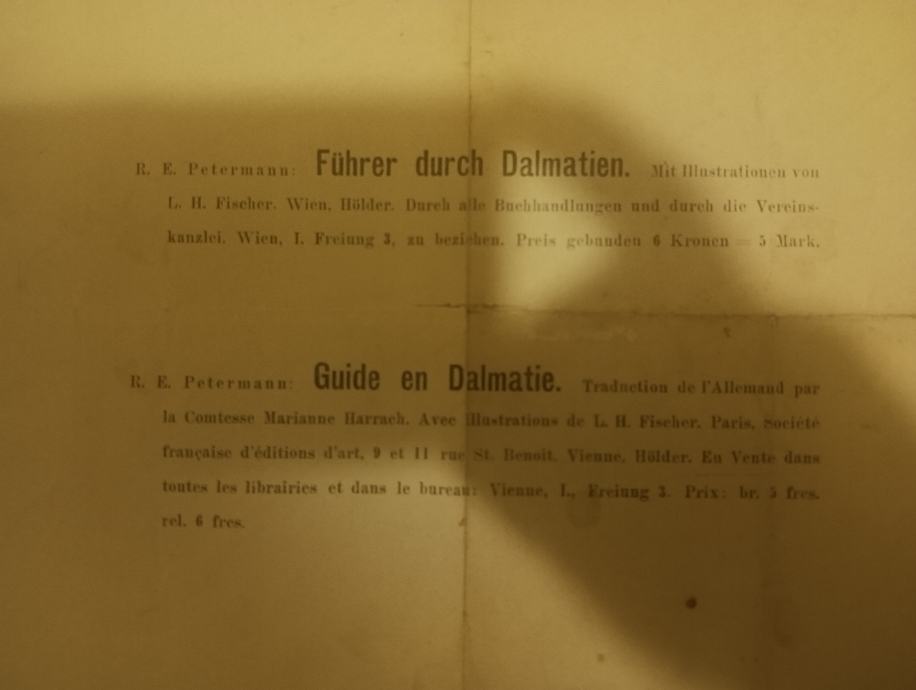 R. E. Petermann: Führer durch Dalmatien. Mit Illustrationen von
L. H. Fischer. Wien, Hölder. Durch alle Buchhandlungen und durch die Vereins-
kanzlei, Wien, I. Freiung 3, zu beziehen. Preis gebunden 6 Kronen = 5 Mark.
R. E. Petermann: Guide en Dalmatie. Traduction de l'Allemand par
la Comtesse Marianne Harrach. Avec illustrations de L. H. Fischer. Paris, Société
française d'éditions d'art, 9 et 11 rue St. Benoit. Vienne, Hölder. En Vente dans
toutes les librairies et dans le bureau: Vienne, I., Freiung 3. Prix: br. 5 frcs.
rel. 6 frcs.